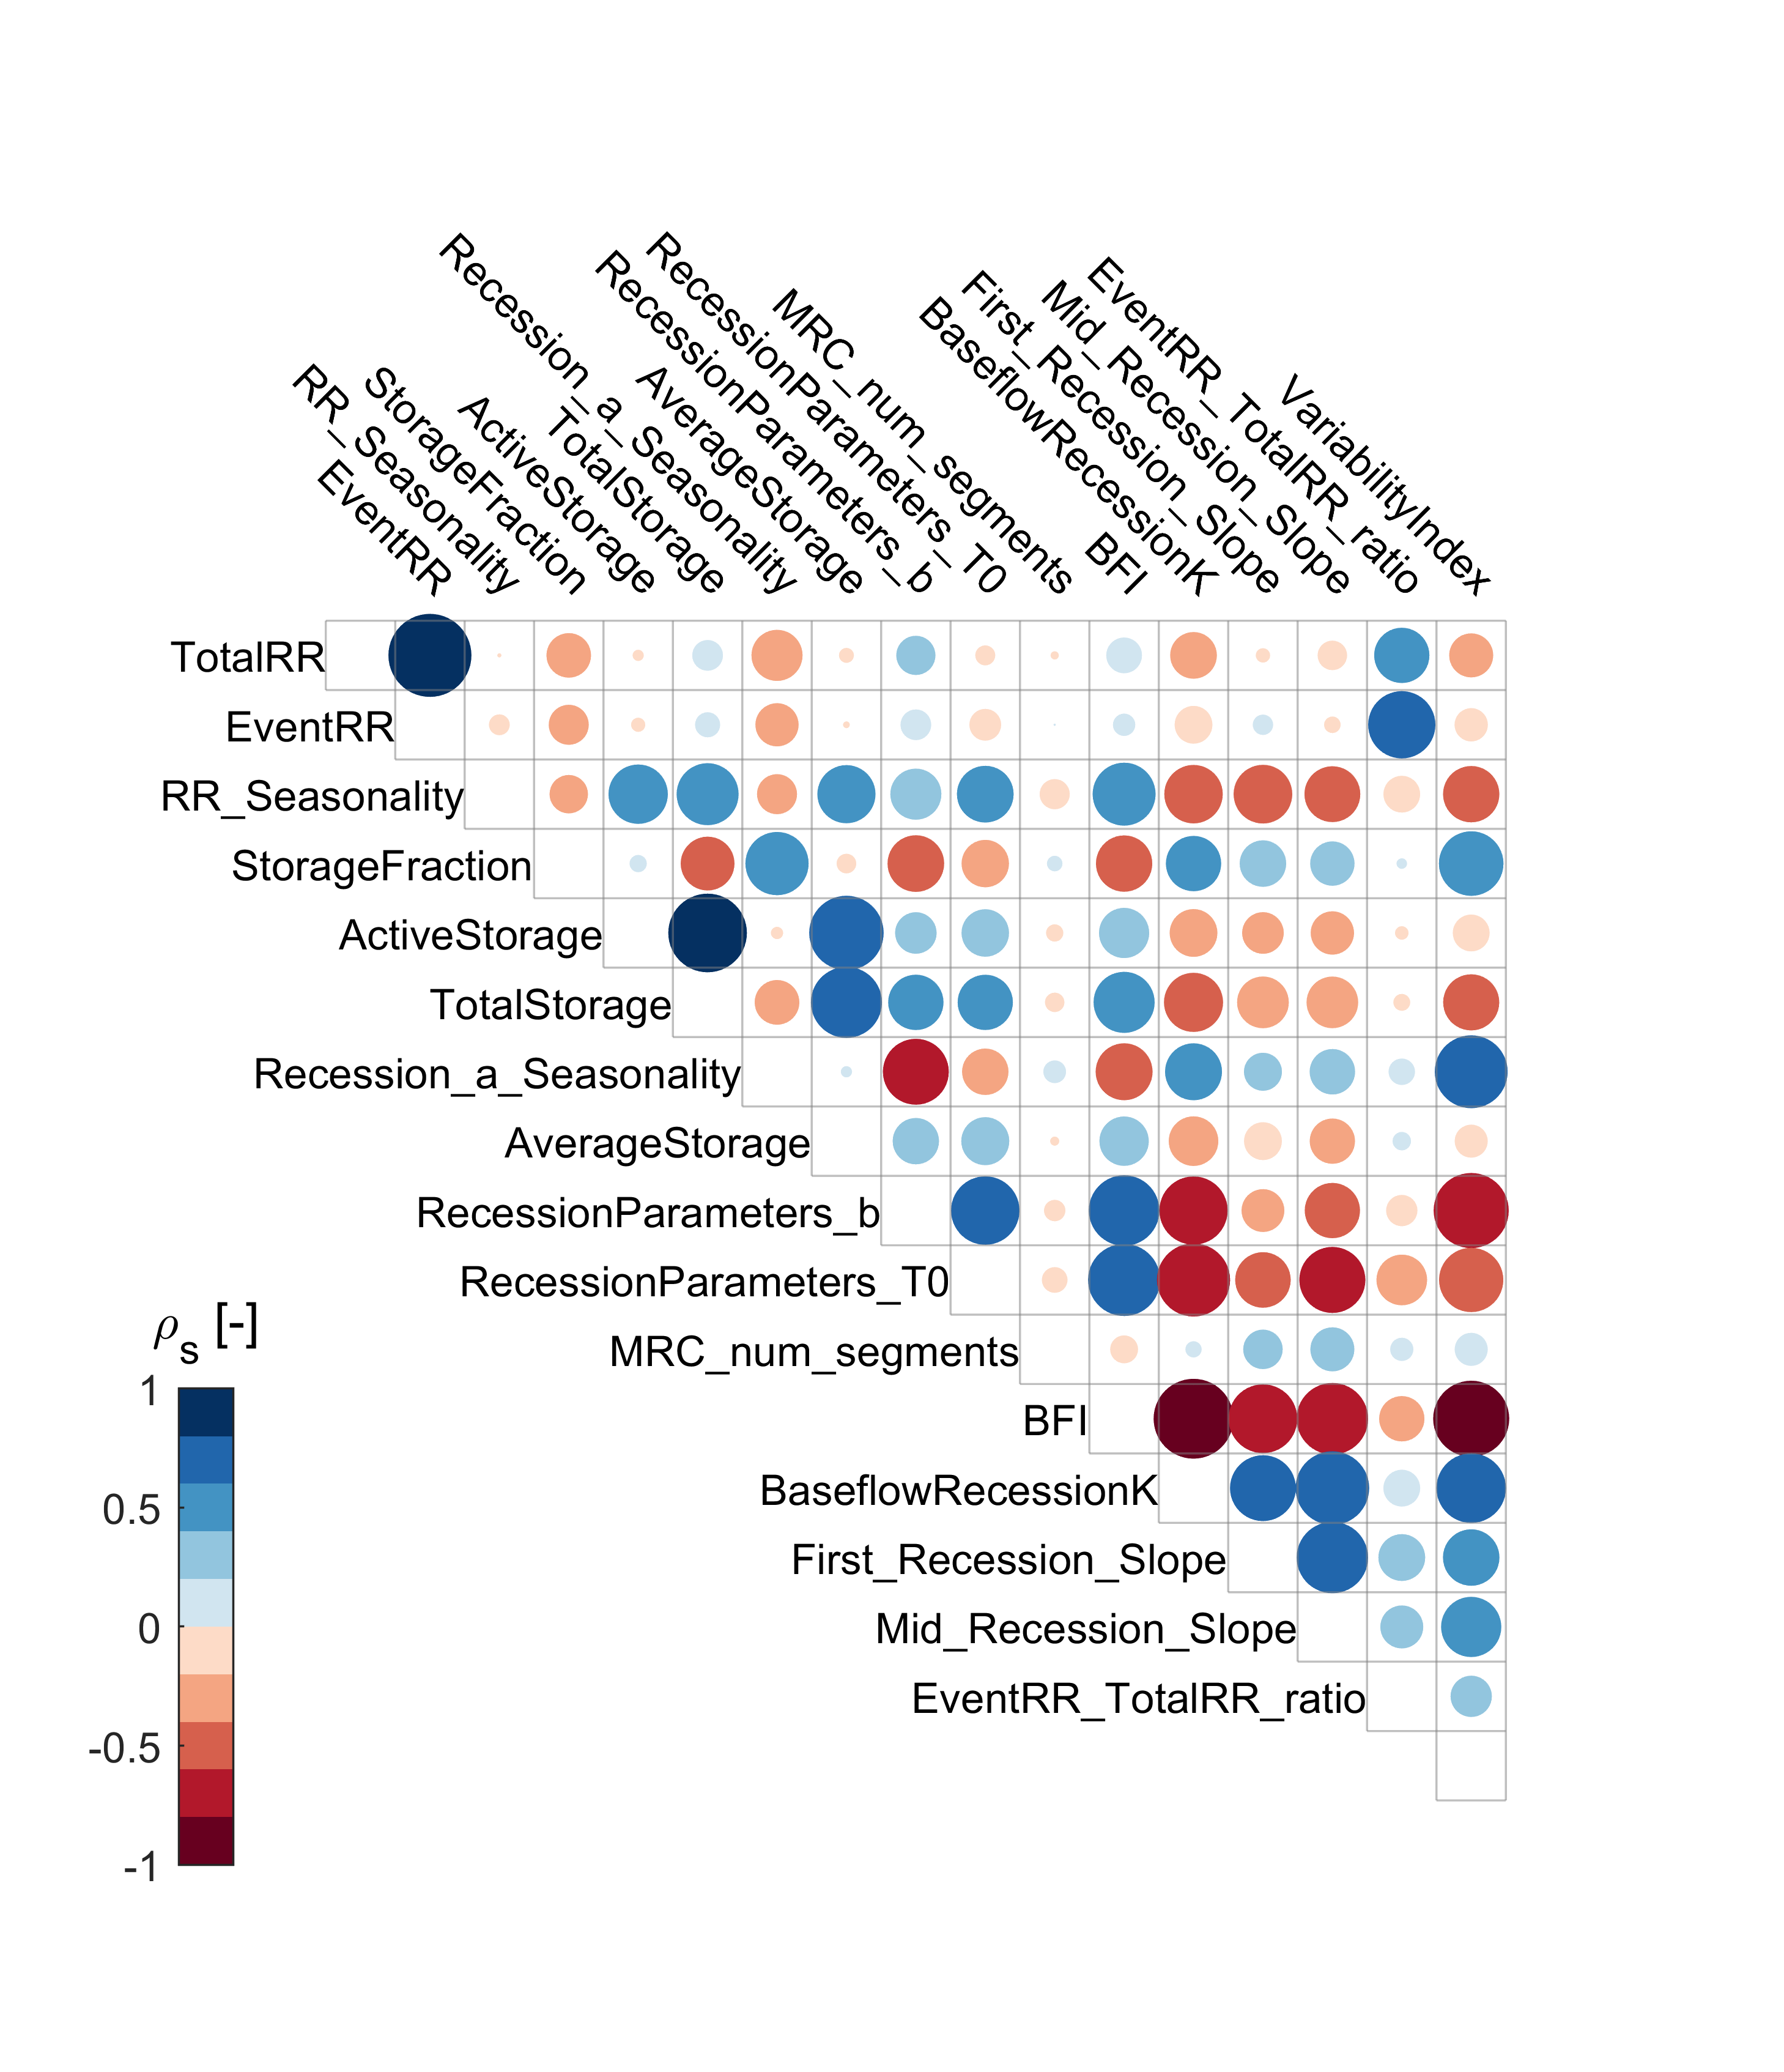 EventRR
RR_Seasonality
StorageFraction
ActiveStorage
TotalStorage
Recession_a_Seasonality
AverageStorage
RecessionParameters_b
RecessionParameters_T0
MRC_num_segments
BFI
BaseflowRecessionK
First_Recession_Slope
Mid_Recession_Slope
EventRR_TotalRR_ratio
VariabilityIndex
TotalRR
EventRR
RR_Seasonality
StorageFraction
ActiveStorage
TotalStorage
Recession_a_Seasonality
AverageStorage
RecessionParameters_b
RecessionParameters_T0
MRC_num_segments
BFI
BaseflowRecessionK
First_Recession_Slope
Mid_Recession_Slope
EventRR_TotalRR_ratio
ρs [-]
1
0.5
0
-0.5
-1